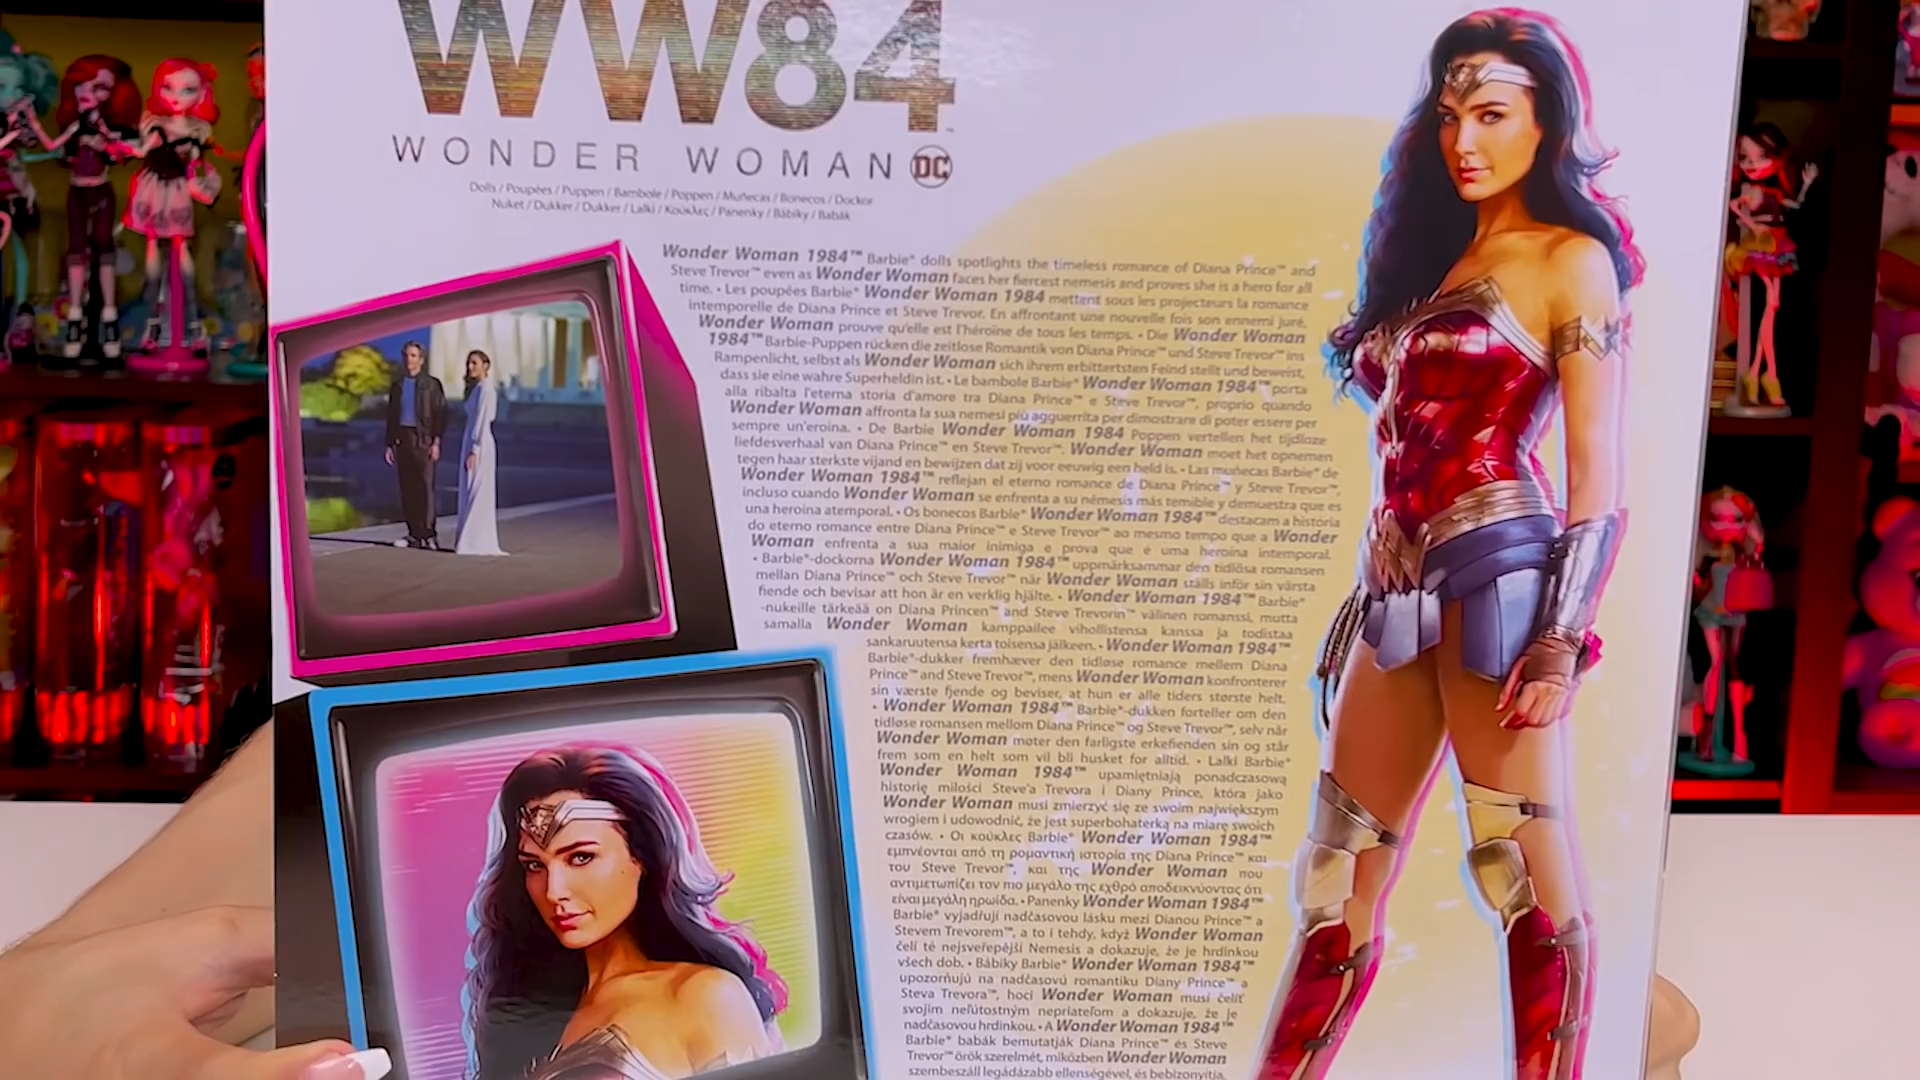 WW84
WONDER WOMAN DC
Dolls / Poupées / Puppen / Bambole / Poppen / Muñecas / Bonecos / Dockor
Nuket / Dukker / Dukker / Lalki / Κούκλες / Panenky / Bábiky / Babák
Wonder Woman 1984™ Barbie® dolls spotlights the timeless romance of Diana Prince™ and
Steve Trevor™ even as Wonder Woman faces her fiercest nemesis and proves she is a hero for all
time. • Les poupées Barbie® Wonder Woman 1984 mettent sous les projecteurs la romance
intemporelle de Diana Prince et Steve Trevor. En affrontant une nouvelle fois son ennemi juré,
Wonder Woman prouve qu'elle est l'héroïne de tous les temps. • Die Wonder Woman
1984™ Barbie-Puppen rücken die zeitlose Romantik von Diana Prince™ und Steve Trevor™ ins
Rampenlicht, selbst als Wonder Woman sich ihrem erbittertsten Feind stellt und beweist,
dass sie eine wahre Superheldin ist. • Le bambole Barbie® Wonder Woman 1984™ porta
alla ribalta l'eterna storia d'amore tra Diana Prince™ e Steve Trevor™, proprio quando
Wonder Woman affronta la sua nemesi più agguerrita per dimostrare di poter essere per
sempre un'eroina. • De Barbie Wonder Woman 1984 Poppen vertellen het tijdloze
liefdesverhaal van Diana Prince™ en Steve Trevor™. Wonder Woman moet het opnemen
tegen haar sterkste vijand en bewijzen dat zij voor eeuwig een held is. • Las muñecas Barbie® de
Wonder Woman 1984™ reflejan el eterno romance de Diana Prince™ y Steve Trevor™,
incluso cuando Wonder Woman se enfrenta a su némesis más temible y demuestra que es
una heroína atemporal. • Os bonecos Barbie® Wonder Woman 1984™ destacam a história
do eterno romance entre Diana Prince™ e Steve Trevor™ ao mesmo tempo que a Wonder
Woman enfrenta a sua maior inimiga e prova que é uma heroína intemporal.
• Barbie®-dockorna Wonder Woman 1984™ uppmärksammar den tidlösa romansen
mellan Diana Prince™ och Steve Trevor™ när Wonder Woman ställs inför sin värsta
fiende och bevisar att hon är en verklig hjälte. • Wonder Woman 1984™ Barbie®
-nukeille tärkeää on Diana Princen™ and Steve Trevorin™ välinen romanssi, mutta
samalla Wonder Woman kamppailee vihollistensa kanssa ja todistaa
sankaruutensa kerta toisensa jälkeen. • Wonder Woman 1984™
Barbie®-dukker fremhæver den tidløse romance mellem Diana
Prince™ and Steve Trevor™, mens Wonder Woman konfronterer
sin værste fjende og beviser, at hun er alle tiders største helt.
• Wonder Woman 1984™ Barbie®-dukken forteller om den
tidløse romansen mellom Diana Prince™ og Steve Trevor™, selv når
Wonder Woman møter den farligste erkefienden sin og står
frem som en helt som vil bli husket for alltid. • Lalki Barbie®
Wonder Woman 1984™ upamiętniają ponadczasową
historię miłości Steve'a Trevora i Diany Prince, która jako
Wonder Woman musi zmierzyć się ze swoim największym
wrogiem i udowodnić, że jest superbohaterką na miarę swoich
czasów. • Οι κούκλες Barbie® Wonder Woman 1984™
εμπνέονται από τη ρομαντική ιστορία της Diana Prince™ και
του Steve Trevor™, και της Wonder Woman που
αντιμετωπίζει τον πιο μεγάλο της εχθρό αποδεικνύοντας ότι
είναι μεγάλη ηρωίδα. • Panenky Wonder Woman 1984™
Barbie® vyjadřují nadčasovou lásku mezi Dianou Prince™ a
Stevem Trevorem™, a to i tehdy, když Wonder Woman
čelí té nejsveřepější Nemesis a dokazuje, že je hrdinkou
všech dob. • Bábiky Barbie® Wonder Woman 1984™
upozorňujú na nadčasovú romantiku Diany Prince™ a
Steva Trevora™, hoci Wonder Woman musí čeliť
svojim neľútostným nepriateľom a dokazuje, že je
nadčasovou hrdinkou. • A Wonder Woman 1984™
Barbie® babák bemutatják Diana Prince™ és Steve
Trevor™ örök szerelmét, miközben Wonder Woman
szembeszáll legádázabb ellenségével, és bebizonyítja,